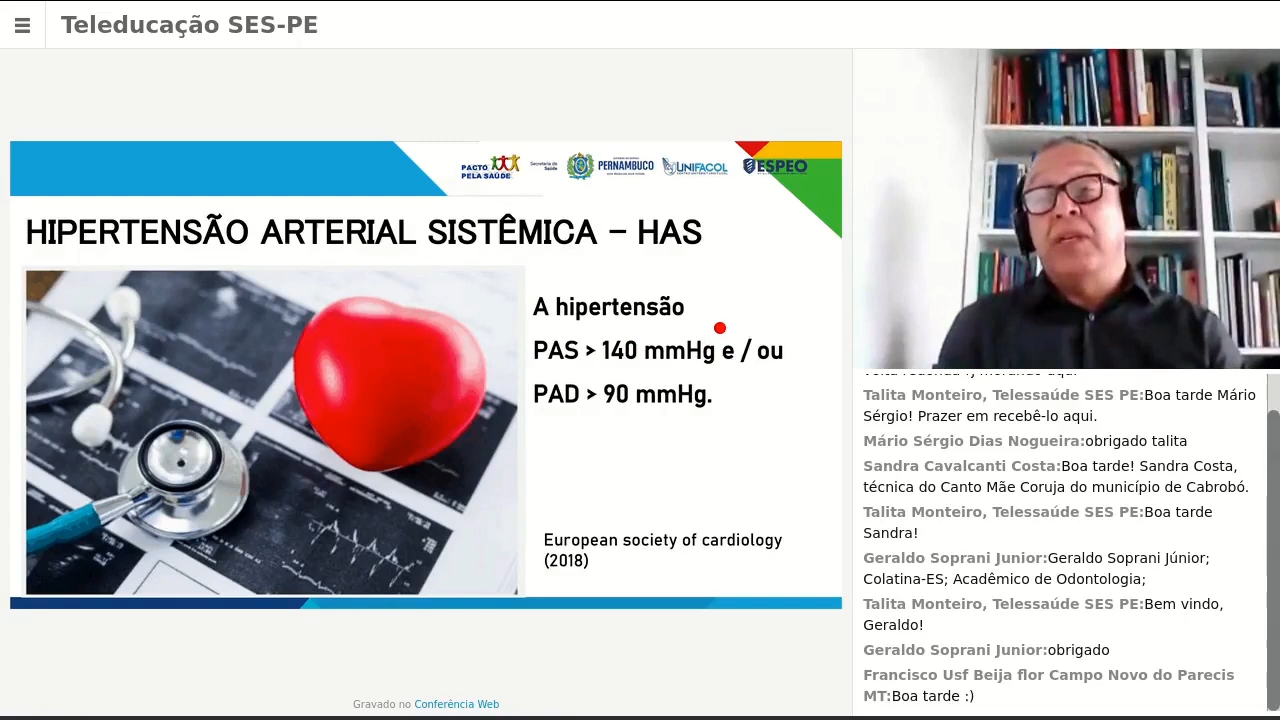 Teleducação SES-PE
PACTO
PELA SAÚDE
Secretaria da
Saúde
PERNAMBUCO
UNIFACOL
ESPEO
HIPERTENSÃO ARTERIAL SISTÊMICA – HAS
A hipertensão
PAS > 140 mmHg e / ou
PAD > 90 mmHg.
European society of cardiology
(2018)
Gravado no Conferência Web
Talita Monteiro, Telessaúde SES PE:Boa tarde Mário
Sérgio! Prazer em recebê-lo aqui.
Mário Sérgio Dias Nogueira:obrigado talita
Sandra Cavalcanti Costa:Boa tarde! Sandra Costa,
técnica do Canto Mãe Coruja do município de Cabrobó.
Talita Monteiro, Telessaúde SES PE:Boa tarde
Sandra!
Geraldo Soprani Junior:Geraldo Soprani Júnior;
Colatina-ES; Acadêmico de Odontologia;
Talita Monteiro, Telessaúde SES PE:Bem vindo,
Geraldo!
Geraldo Soprani Junior:obrigado
Francisco Usf Beija flor Campo Novo do Parecis
MT:Boa tarde :)